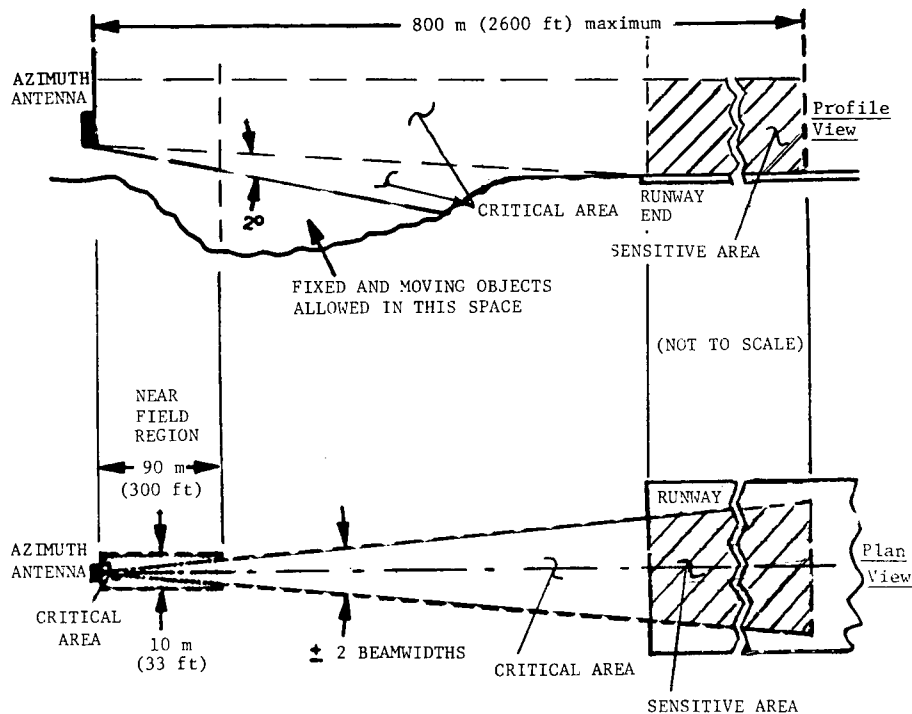 800 m (2600 ft) maximum
AZIMUTH
ANTENNA
Profile
View
2°
CRITICAL AREA
RUNWAY
END
SENSITIVE AREA
FIXED AND MOVING OBJECTS
ALLOWED IN THIS SPACE
(NOT TO SCALE)
NEAR
FIELD
REGION
90 m
(300 ft)
RUNWAY
AZIMUTH
ANTENNA
Plan
View
CRITICAL
AREA
10 m
(33 ft)
± 2 BEAMWIDTHS
CRITICAL AREA
SENSITIVE AREA